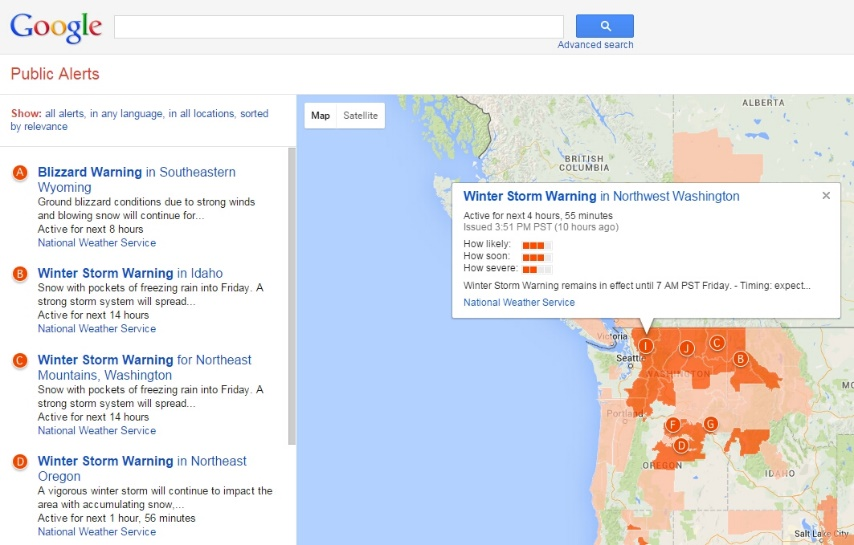 Google
Advanced search
Public Alerts
Show: all alerts, in any language, in all locations, sorted
by relevance
A
Blizzard Warning in Southeastern
Wyoming
Ground blizzard conditions due to strong winds
and blowing snow will continue for...
Active for next 8 hours
National Weather Service
B
Winter Storm Warning in Idaho
Snow with pockets of freezing rain into Friday. A
strong storm system will spread...
Active for next 14 hours
National Weather Service
C
Winter Storm Warning for Northeast
Mountains, Washington
Snow with pockets of freezing rain into Friday. A
strong storm system will spread...
Active for next 14 hours
National Weather Service
D
Winter Storm Warning in Northeast
Oregon
A vigorous winter storm will continue to impact the
area with accumulating snow,...
Active for next 1 hour, 56 minutes
National Weather Service
Map Satellite
ALBERTA
BRITISH
COLUMBIA
Winter Storm Warning in Northwest Washington
Active for next 4 hours, 55 minutes
Issued 3:51 PM PST (10 hours ago)
How likely:
How soon:
How severe:
Winter Storm Warning remains in effect until 7 AM PST Friday. - Timing: expect...
National Weather Service
Victoria
I J C B
Seattle
WASHINGTON
MO
Portland
F G
D
OREGON
IDAHO
Salt Lake City